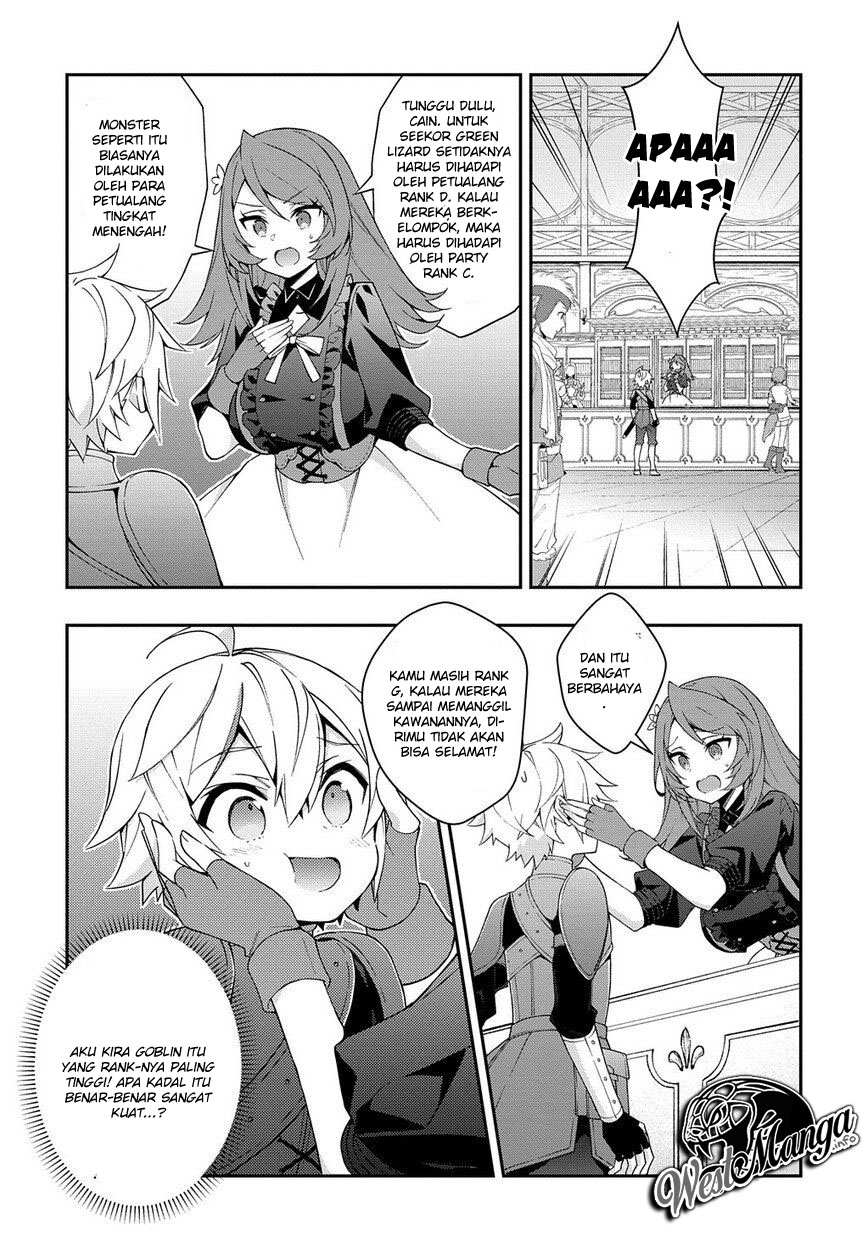 APAAA
AAA?!
TUNGGU DULU,
CAIN. UNTUK
SEEKOR GREEN
LIZARD SETIDAKNYA
HARUS DIHADAPI
OLEH PETUALANG
RANK D. KALAU
MEREKA BERK-
ELOMPOK, MAKA
HARUS DIHADAPI
OLEH PARTY
RANK C.
MONSTER
SEPERTI ITU
BIASANYA
DILAKUKAN
OLEH PARA
PETUALANG
TINGKAT
MENENGAH!
DAN ITU
SANGAT
BERBAHAYA
.
KAMU MASIH RANK
G, KALAU MEREKA
SAMPAI MEMANGGIL
KAWANANNYA, DI-
RIMU TIDAK AKAN
BISA SELAMAT!
AKU KIRA GOBLIN ITU
YANG RANK-NYA PALING
TINGGI! APA KADAL ITU
BENAR-BENAR SANGAT
KUAT...?
WestManga
.info